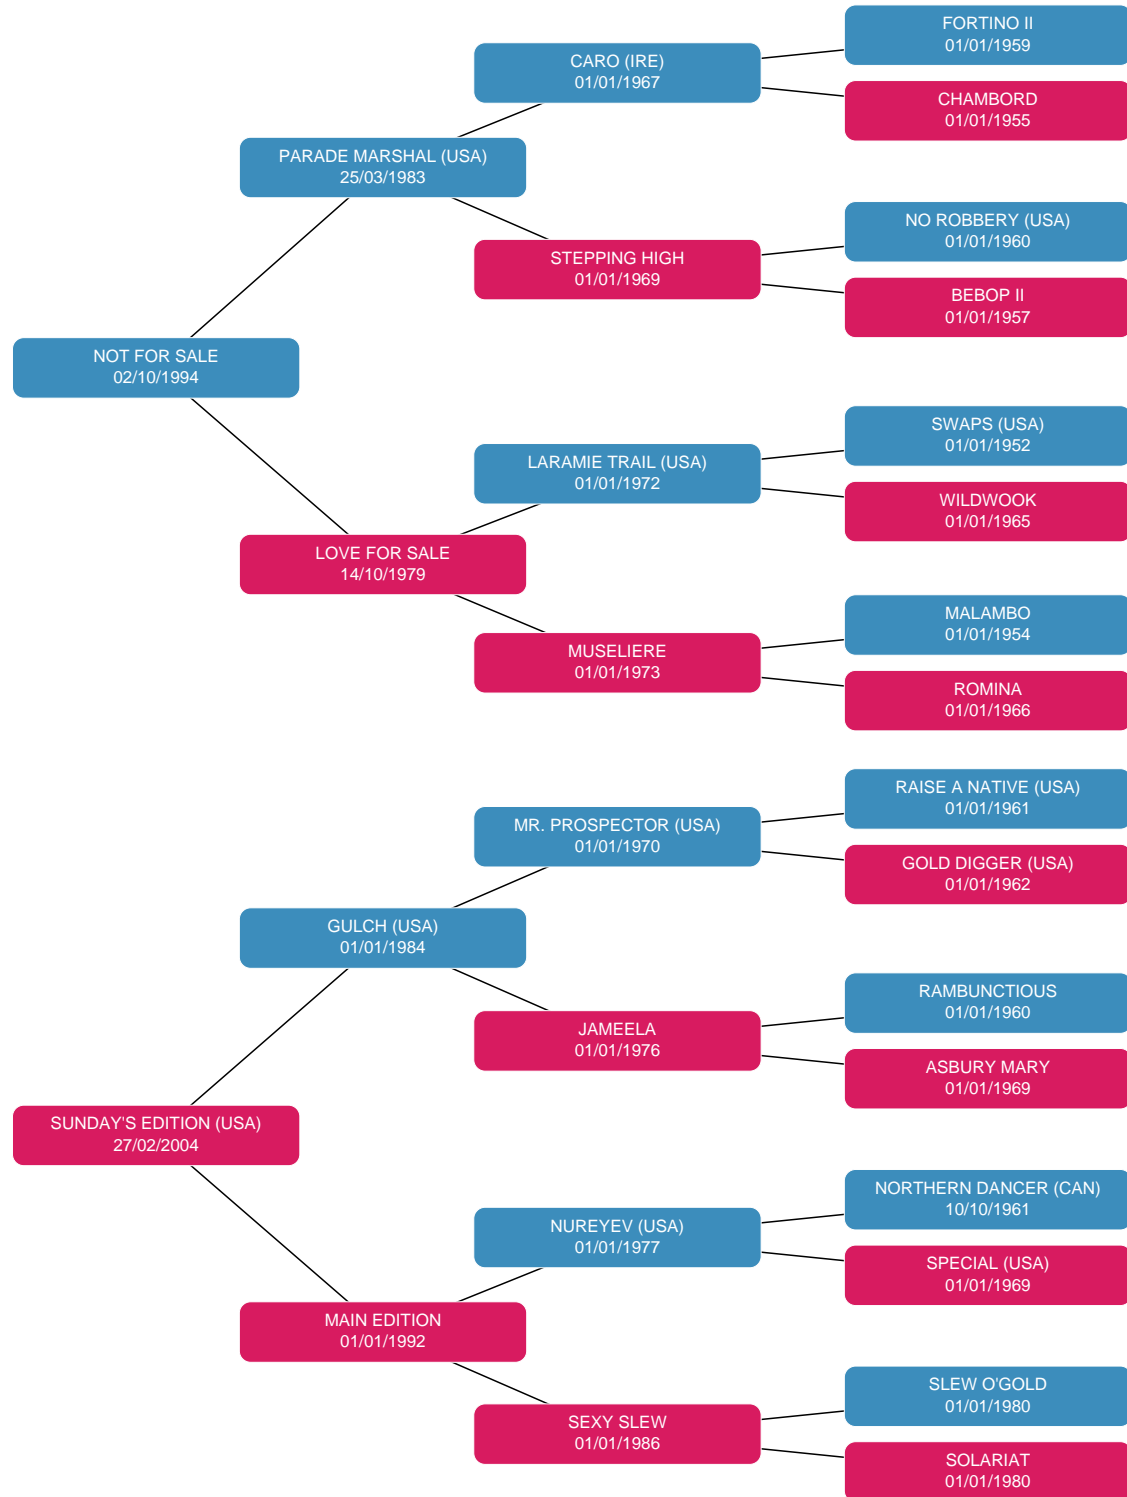 FORTINO II
01/01/1959
CARO (IRE)
01/01/1967
CHAMBORD
01/01/1955
PARADE MARSHAL (USA)
25/03/1983
NO ROBBERY (USA)
01/01/1960
STEPPING HIGH
01/01/1969
BEBOP II
01/01/1957
NOT FOR SALE
02/10/1994
SWAPS (USA)
01/01/1952
LARAMIE TRAIL (USA)
01/01/1972
WILDWOOK
01/01/1965
LOVE FOR SALE
14/10/1979
MALAMBO
01/01/1954
MUSELIERE
01/01/1973
ROMINA
01/01/1966
RAISE A NATIVE (USA)
01/01/1961
MR. PROSPECTOR (USA)
01/01/1970
GOLD DIGGER (USA)
01/01/1962
GULCH (USA)
01/01/1984
RAMBUNCTIOUS
01/01/1960
JAMEELA
01/01/1976
ASBURY MARY
01/01/1969
SUNDAY'S EDITION (USA)
27/02/2004
NORTHERN DANCER (CAN)
10/10/1961
NUREYEV (USA)
01/01/1977
SPECIAL (USA)
01/01/1969
MAIN EDITION
01/01/1992
SLEW O'GOLD
01/01/1980
SEXY SLEW
01/01/1986
SOLARIAT
01/01/1980